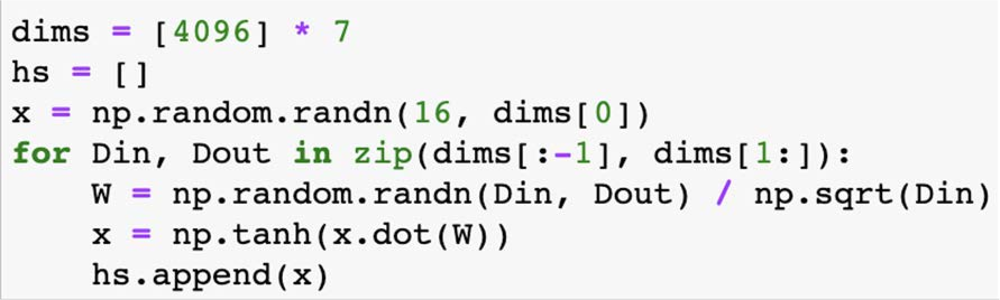 dims = [4096] * 7
hs = []
x = np.random.randn(16, dims[0])
for Din, Dout in zip(dims[:-1], dims[1:]):
    W = np.random.randn(Din, Dout) / np.sqrt(Din)
    x = np.tanh(x.dot(W))
    hs.append(x)